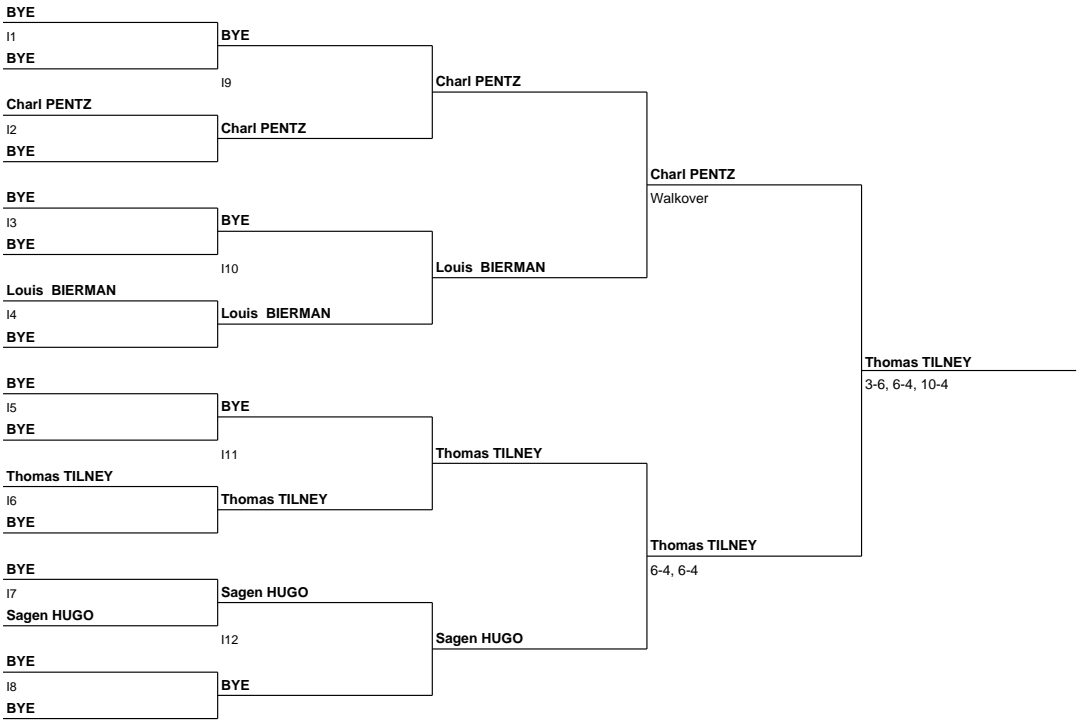 BYE
I1
BYE
BYE
I9
Charl PENTZ
Charl PENTZ
I2
Charl PENTZ
BYE
Charl PENTZ
Walkover
BYE
I3
BYE
BYE
I10
Louis  BIERMAN
Louis  BIERMAN
I4
Louis  BIERMAN
BYE
Thomas TILNEY
3-6, 6-4, 10-4
BYE
I5
BYE
BYE
I11
Thomas TILNEY
Thomas TILNEY
I6
Thomas TILNEY
BYE
Thomas TILNEY
6-4, 6-4
BYE
I7
Sagen HUGO
Sagen HUGO
I12
Sagen HUGO
BYE
I8
BYE
BYE